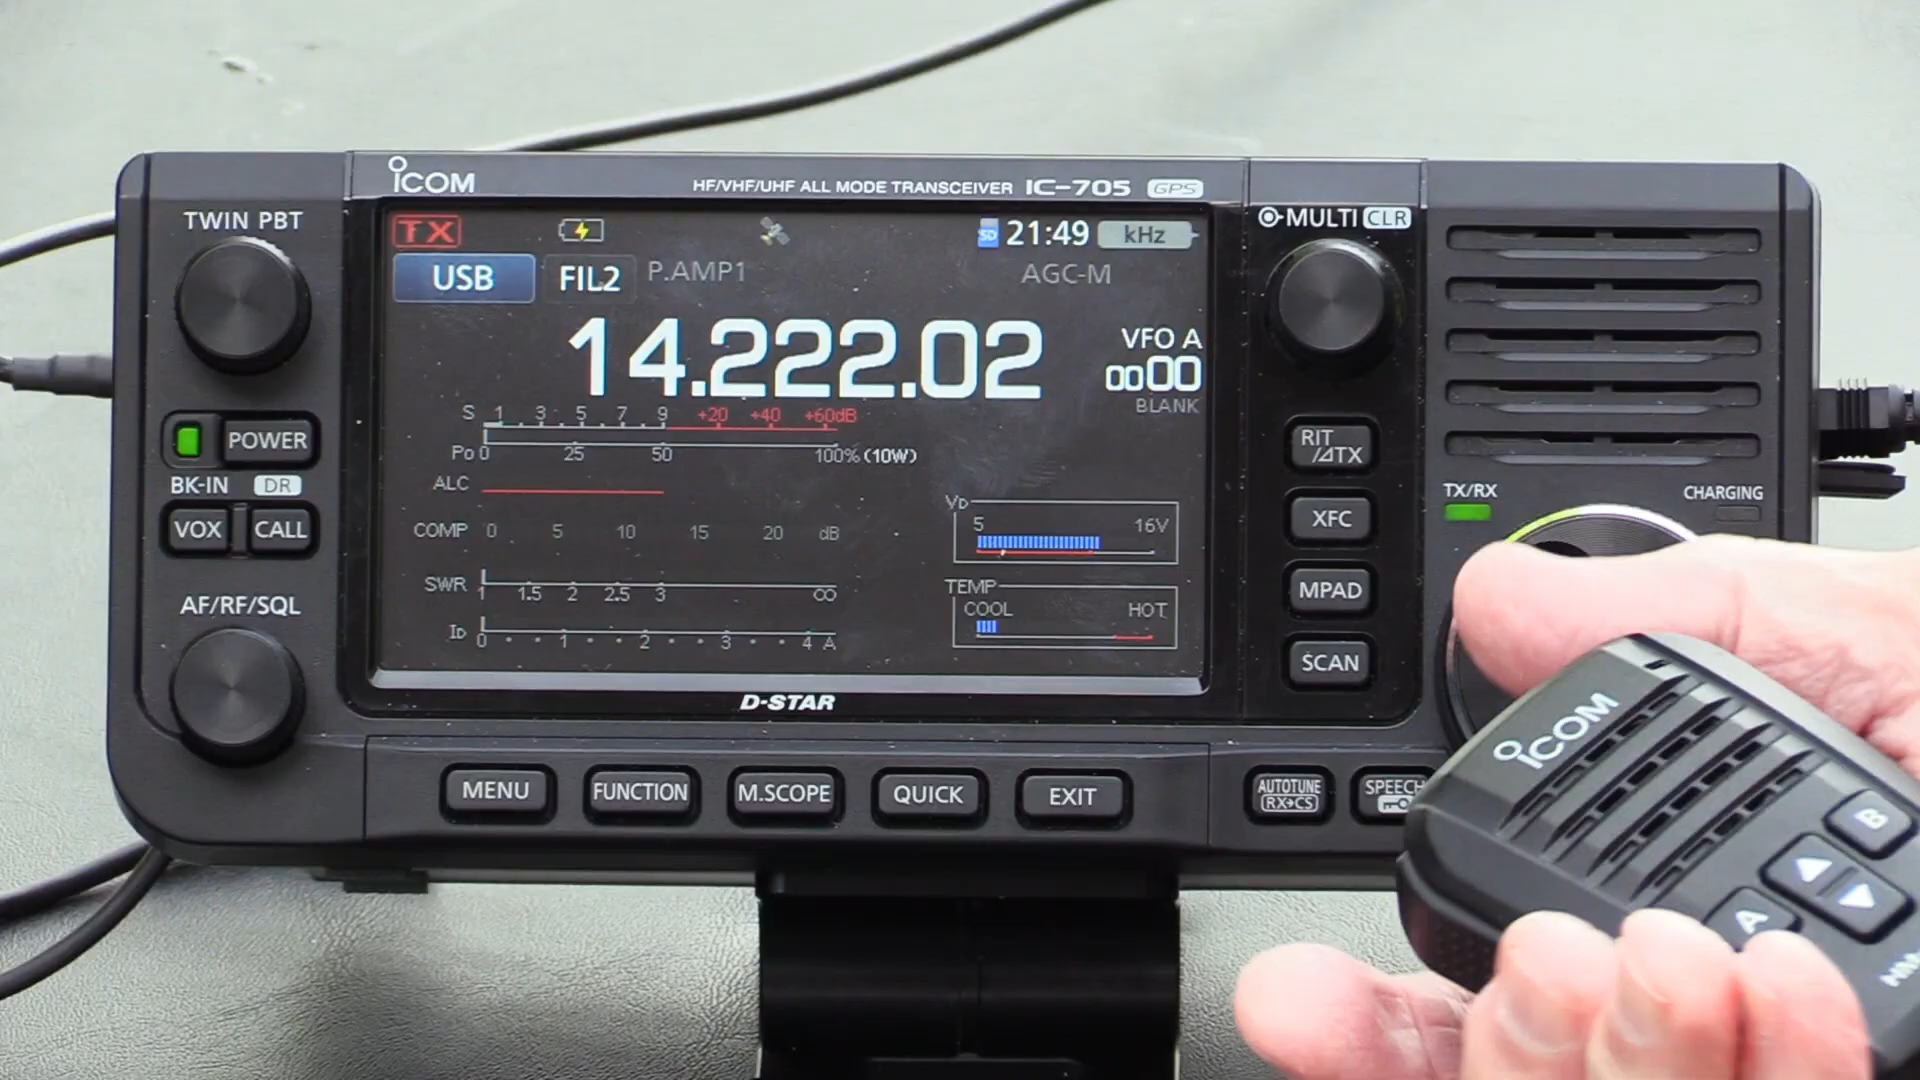 ICOM
HF/VHF/UHF ALL MODE TRANSCEIVER IC-705 GPS
TWIN PBT
TX
SD 21:49 kHz
MULTI CLR
USB FIL2 P.AMP1 AGC-M
14.222.02
VFO A
0000
BLANK
S 1 3 5 7 9 +20 +40 +60dB
Po 0 25 50 100% (10W)
POWER
RIT
/⊿TX
BK-IN DR
ALC
VD
5 16V
TX/RX CHARGING
VOX CALL
COMP 0 5 10 15 20 dB
XFC
SWR 1 1.5 2 2.5 3 ∞
TEMP
COOL HOT
MPAD
AF/RF/SQL
ID 0 1 2 3 4 A
SCAN
D-STAR
MENU FUNCTION M.SCOPE QUICK EXIT
AUTOTUNE
RX→CS
SPEECH
ICOM
B
A